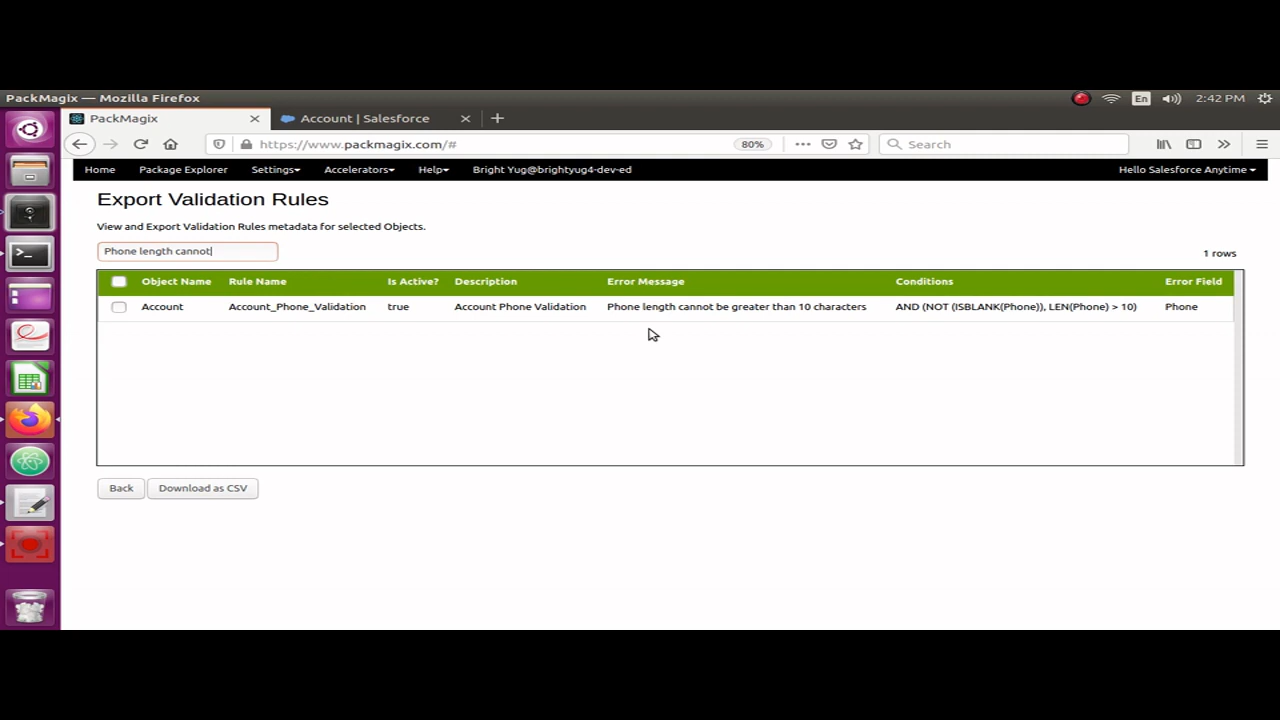 PackMagix — Mozilla Firefox
En
2:42 PM
PackMagix
Account | Salesforce
https://www.packmagix.com/#
80%
Search
Home Package Explorer Settings Accelerators Help Bright Yug@brightyug4-dev-ed Hello Salesforce Anytime
Export Validation Rules
View and Export Validation Rules metadata for selected Objects.
Phone length cannot
1 rows
Object Name Rule Name Is Active? Description Error Message Conditions Error Field
Account Account_Phone_Validation true Account Phone Validation Phone length cannot be greater than 10 characters AND (NOT (ISBLANK(Phone)), LEN(Phone) > 10) Phone
Back Download as CSV